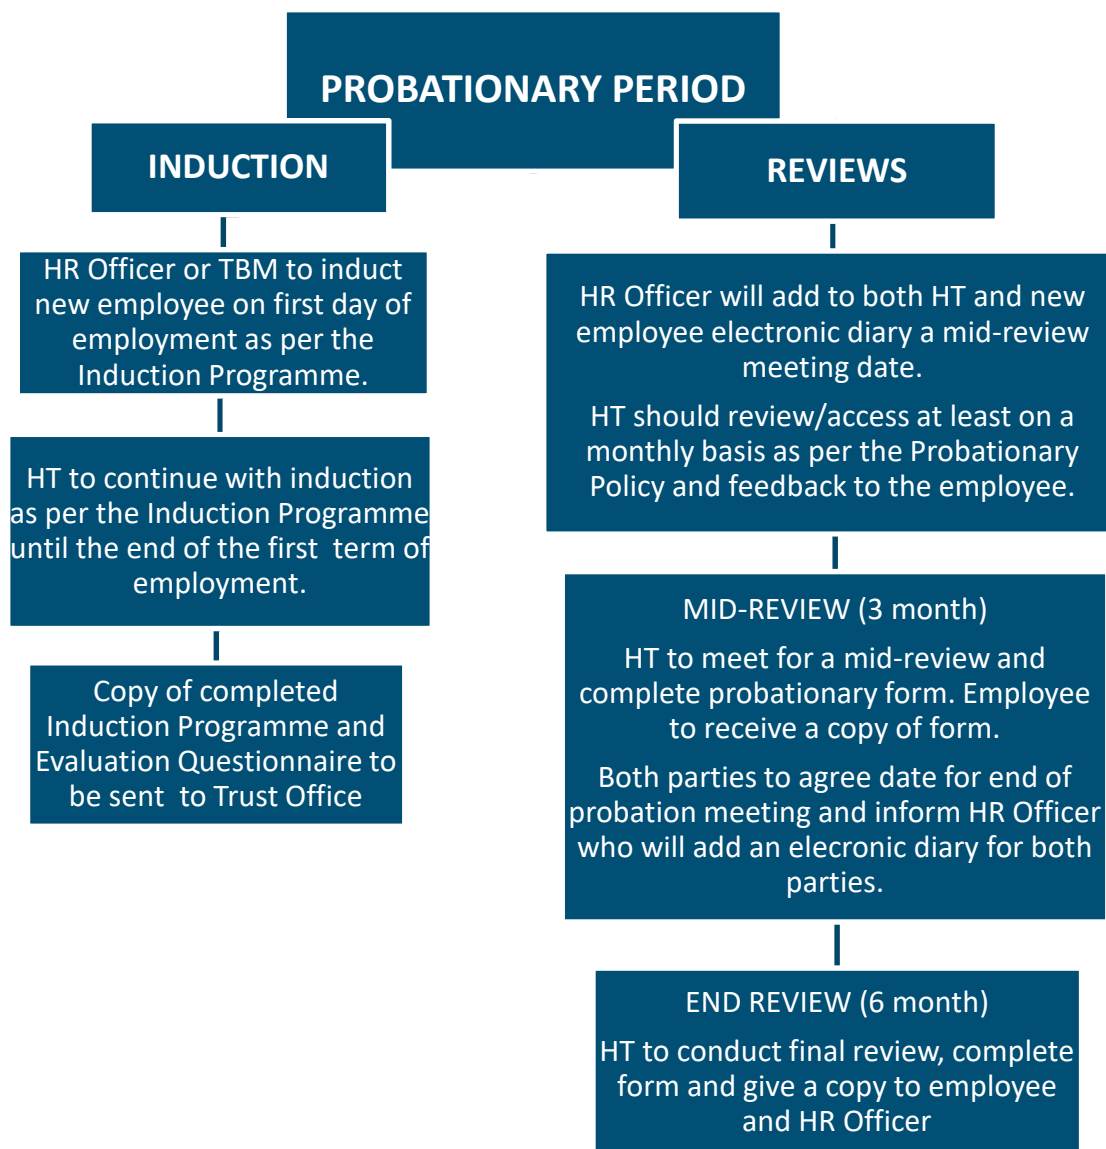 PROBATIONARY PERIOD
INDUCTION
HR Officer or TBM to induct
new employee on first day of
employment as per the
Induction Programme.
HT to continue with induction
as per the Induction Programme
until the end of the first term of
employment.
Copy of completed
Induction Programme and
Evaluation Questionnaire to
be sent to Trust Office
REVIEWS
HR Officer will add to both HT and new
employee electronic diary a mid-review
meeting date.
HT should review/access at least on a
monthly basis as per the Probationary
Policy and feedback to the employee.
MID-REVIEW (3 month)
HT to meet for a mid-review and
complete probationary form. Employee
to receive a copy of form.
Both parties to agree date for end of
probation meeting and inform HR Officer
who will add an elecronic diary for both
parties.
END REVIEW (6 month)
HT to conduct final review, complete
form and give a copy to employee
and HR Officer